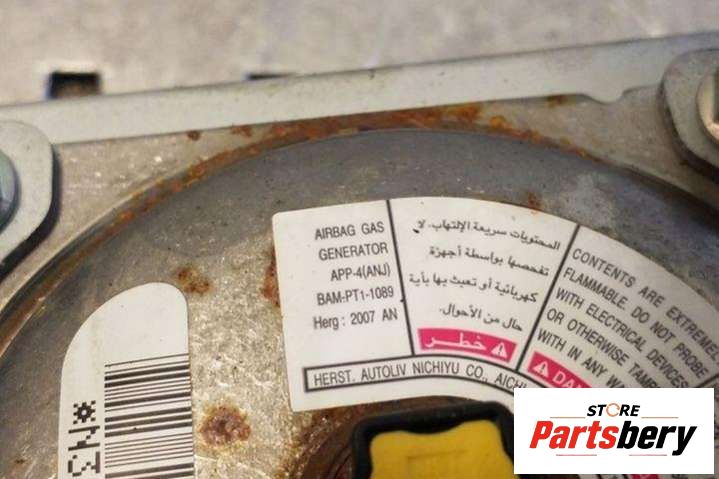 AIRBAG GAS
GENERATOR
APP-4(ANJ)
BAM-PT1-1089
Herg : 2007 AN
المحتويات سريعة الإلتهاب. لا
تفحصها بواسطة أجهزة
كهربائية أو تعبث بها بأية
حال من الأحوال.
خطر
CONTENTS ARE EXTREMEL
FLAMMABLE. DO NOT PROBE
WITH ELECTRICAL DEVICES
OR OTHERWISE TAMP
WITH IN ANY WA
DAN
HERST. AUTOLIV NICHIYU CO., AICHI
STORE
Partsbery